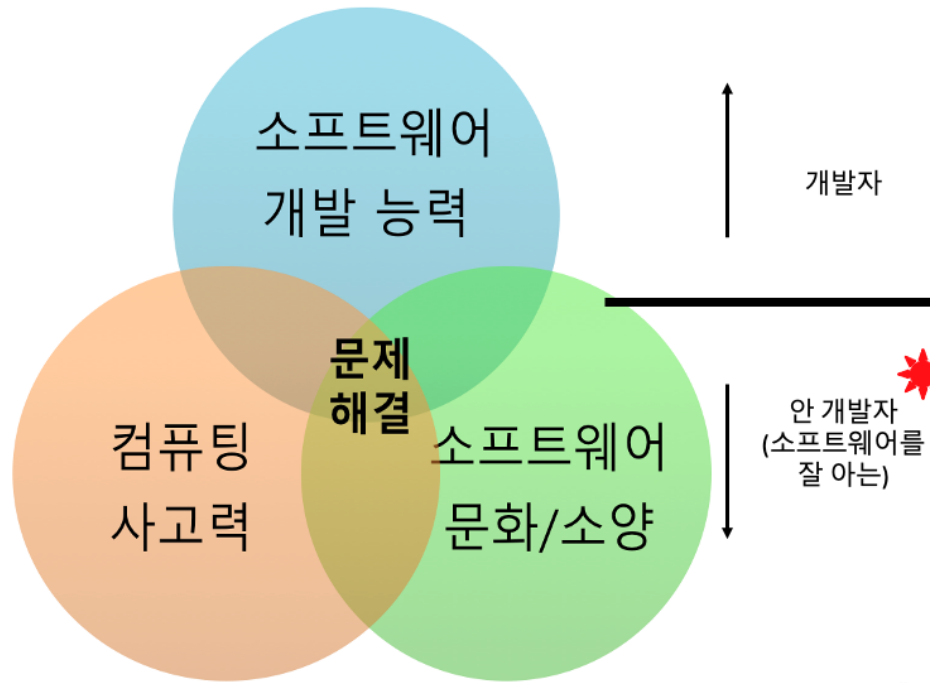 소프트웨어
개발 능력
개발자
문제
해결
컴퓨팅
사고력
소프트웨어
문화/소양
안 개발자
(소프트웨어를
잘 아는)